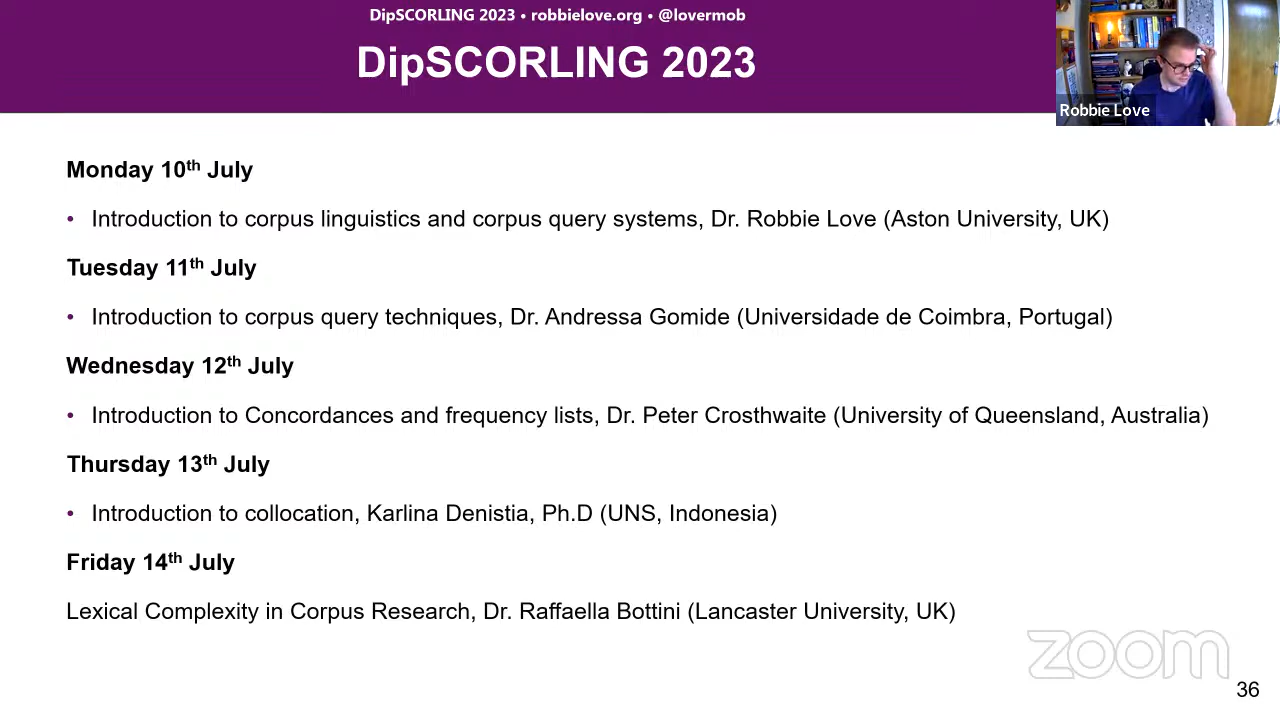 DipSCORLING 2023 • robbielove.org • @lovermob
DipSCORLING 2023
Robbie Love
Monday 10th July
• Introduction to corpus linguistics and corpus query systems, Dr. Robbie Love (Aston University, UK)
Tuesday 11th July
• Introduction to corpus query techniques, Dr. Andressa Gomide (Universidade de Coimbra, Portugal)
Wednesday 12th July
• Introduction to Concordances and frequency lists, Dr. Peter Crosthwaite (University of Queensland, Australia)
Thursday 13th July
• Introduction to collocation, Karlina Denistia, Ph.D (UNS, Indonesia)
Friday 14th July
Lexical Complexity in Corpus Research, Dr. Raffaella Bottini (Lancaster University, UK)
zoom
36